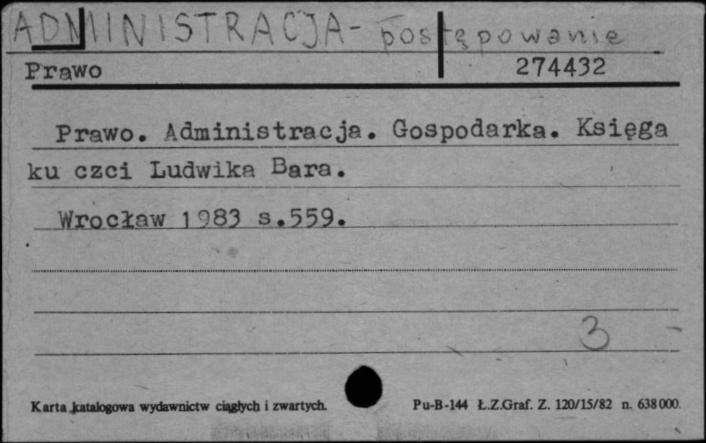 ADMINISTRACJA - postępowanie
Prawo 274432
Prawo. Administracja. Gospodarka. Księga
ku czci Ludwika Bara.
Wrocław 1983 s.559.
3
Karta katalogowa wydawnictw ciągłych i zwartych. Pu-B-144 Ł.Z.Graf. Z. 120/15/82 n. 638000.